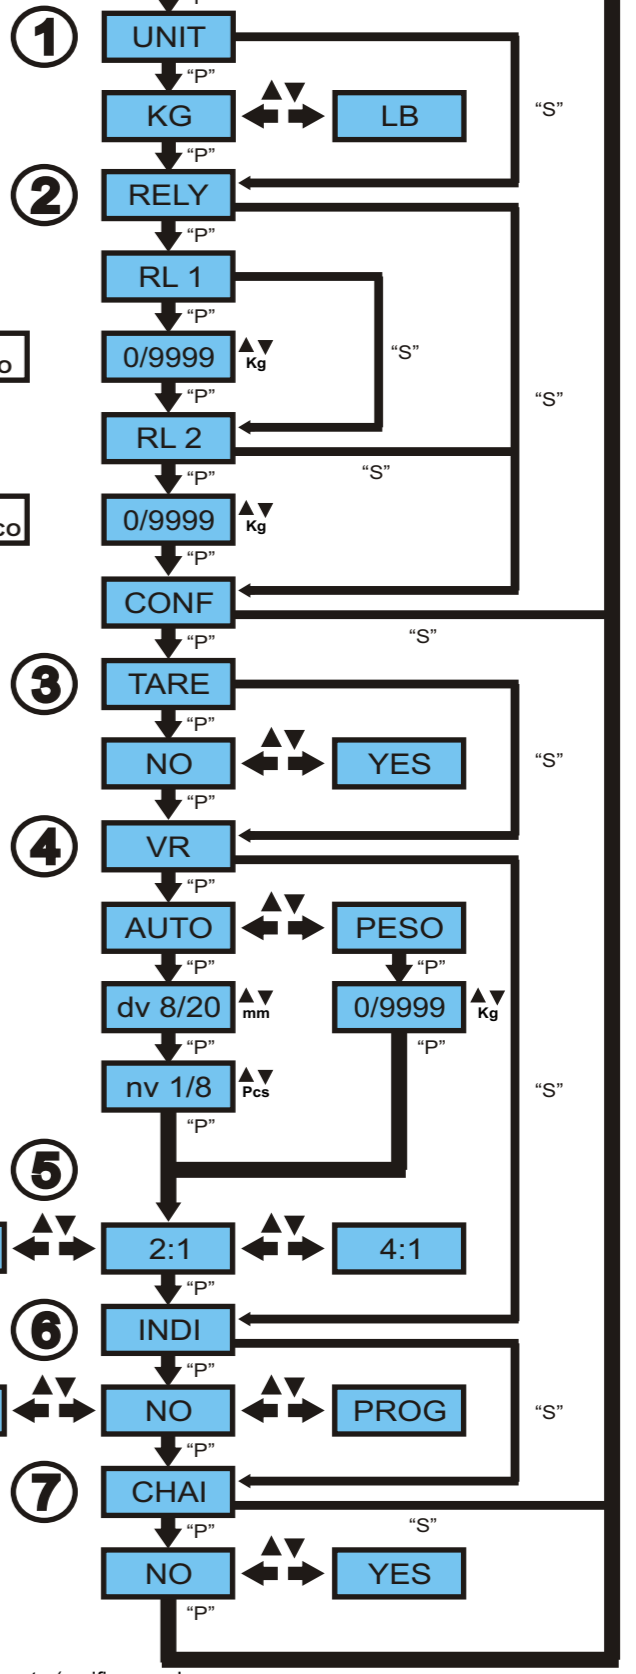 "P"
1 UNIT
"P"
KG LB "S"
"P"
2 RELY
"P"
RL 1
"P"
0/9999 Kg "S"
O
"P" "S"
RL 2
"P" "S"
0/9999 Kg
CO
"P"
CONF
"P" "S"
3 TARE
"P"
NO YES "S"
"P"
4 VR
"P"
AUTO PESO
"P" "P"
dv 8/20 mm 0/9999 Kg
"P" "P"
nv 1/8 Pcs "S"
"P"
5
2:1 4:1
"P"
6 INDI
"P"
NO PROG "S"
"P"
7 CHAI
"P" "S"
NO YES
"P"